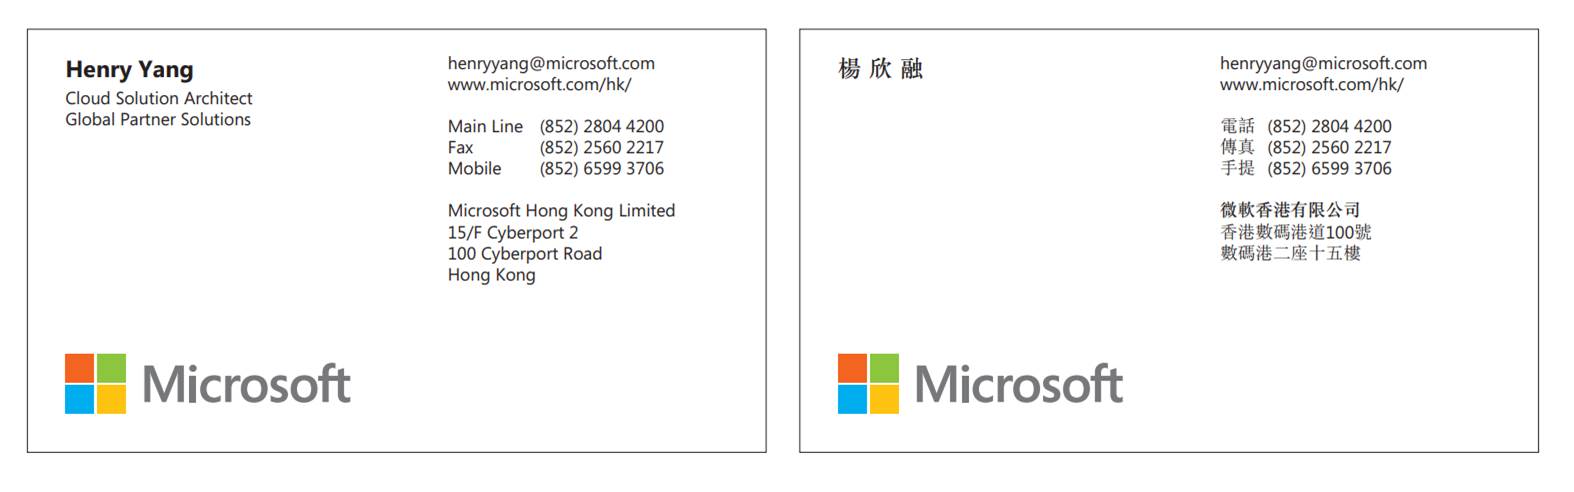 Henry Yang
Cloud Solution Architect
Global Partner Solutions
henryyang@microsoft.com
www.microsoft.com/hk/
Main Line (852) 2804 4200
Fax (852) 2560 2217
Mobile (852) 6599 3706
Microsoft Hong Kong Limited
15/F Cyberport 2
100 Cyberport Road
Hong Kong
Microsoft
楊欣融
henryyang@microsoft.com
www.microsoft.com/hk/
電話 (852) 2804 4200
傳真 (852) 2560 2217
手提 (852) 6599 3706
微軟香港有限公司
香港數碼港道100號
數碼港二座十五樓
Microsoft